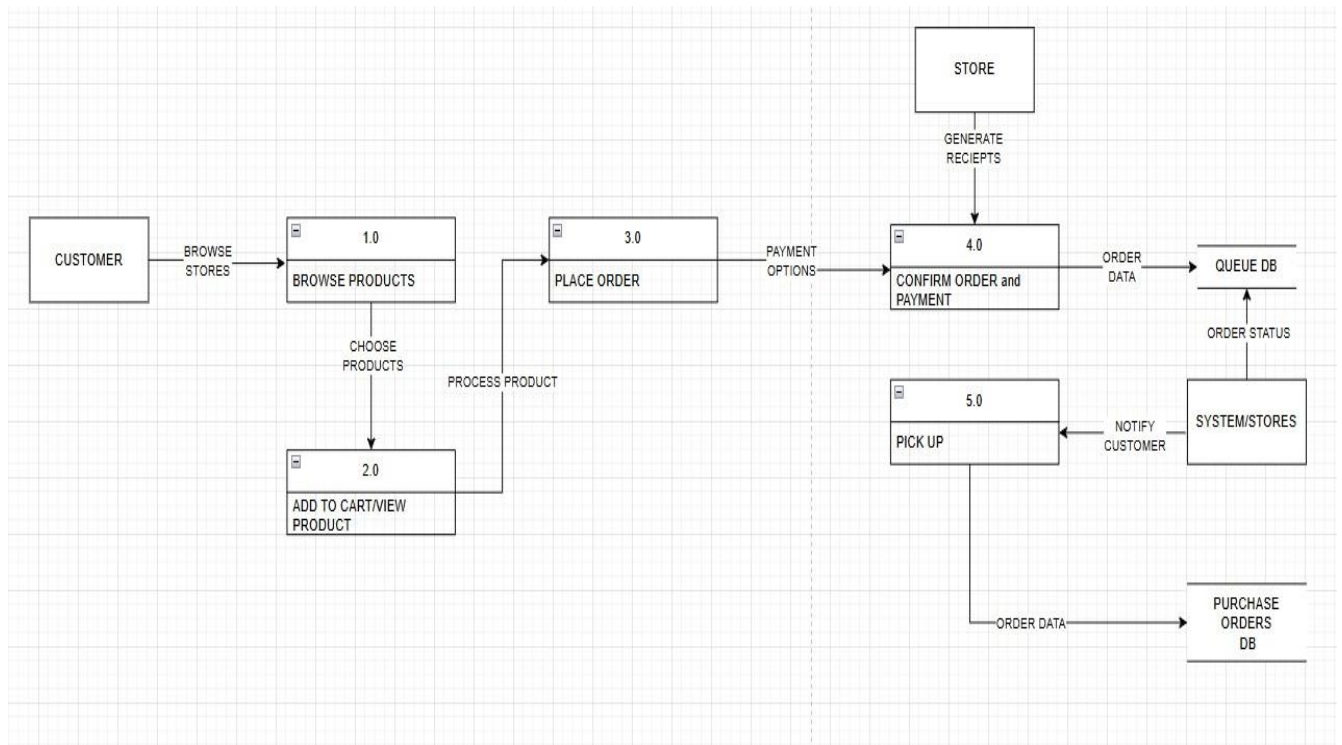 STORE
GENERATE
RECIEPTS
CUSTOMER
BROWSE
STORES
1.0
BROWSE PRODUCTS
3.0
PLACE ORDER
PAYMENT
OPTIONS
4.0
CONFIRM ORDER and
PAYMENT
ORDER
DATA
QUEUE DB
CHOOSE
PRODUCTS
PROCESS PRODUCT
ORDER STATUS
5.0
PICK UP
NOTIFY
CUSTOMER
SYSTEM/STORES
2.0
ADD TO CART/VIEW
PRODUCT
ORDER DATA
PURCHASE
ORDERS
DB